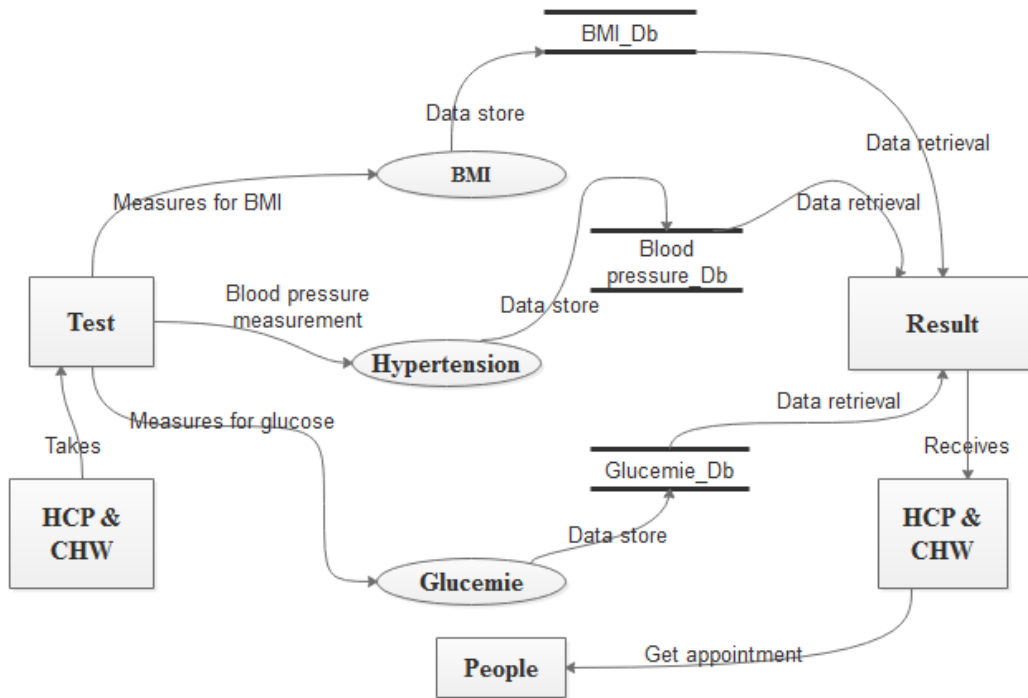 BMI_Db
Data store
Data retrieval
BMI
Measures for BMI
Data retrieval
Blood
pressure_Db
Blood pressure
measurement
Data store
Test
Result
Hypertension
Measures for glucose
Data retrieval
Takes
Receives
Glucemie_Db
HCP &
CHW
HCP &
CHW
Data store
Glucemie
Get appointment
People